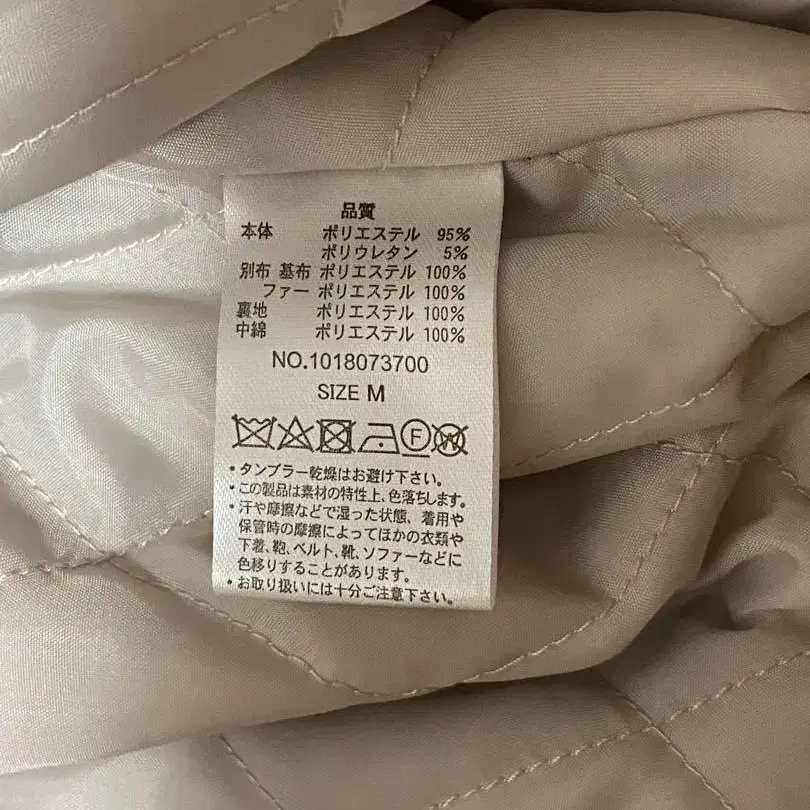 品質
本体 ポリエステル 95%
ポリウレタン 5%
別布 基布 ポリエステル 100%
ファー ポリエステル 100%
裏地 ポリエステル 100%
中綿 ポリエステル 100%
NO.1018073700
SIZE M
F W
・タンブラー乾燥はお避け下さい。
・この製品は素材の特性上、色落ちします。
・汗や摩擦などで湿った状態、着用や
保管時の摩擦によってほかの衣類や
下着、鞄、ベルト、靴、ソファーなどに
色移りすることがあります。
・お取り扱いには十分ご注意下さい。